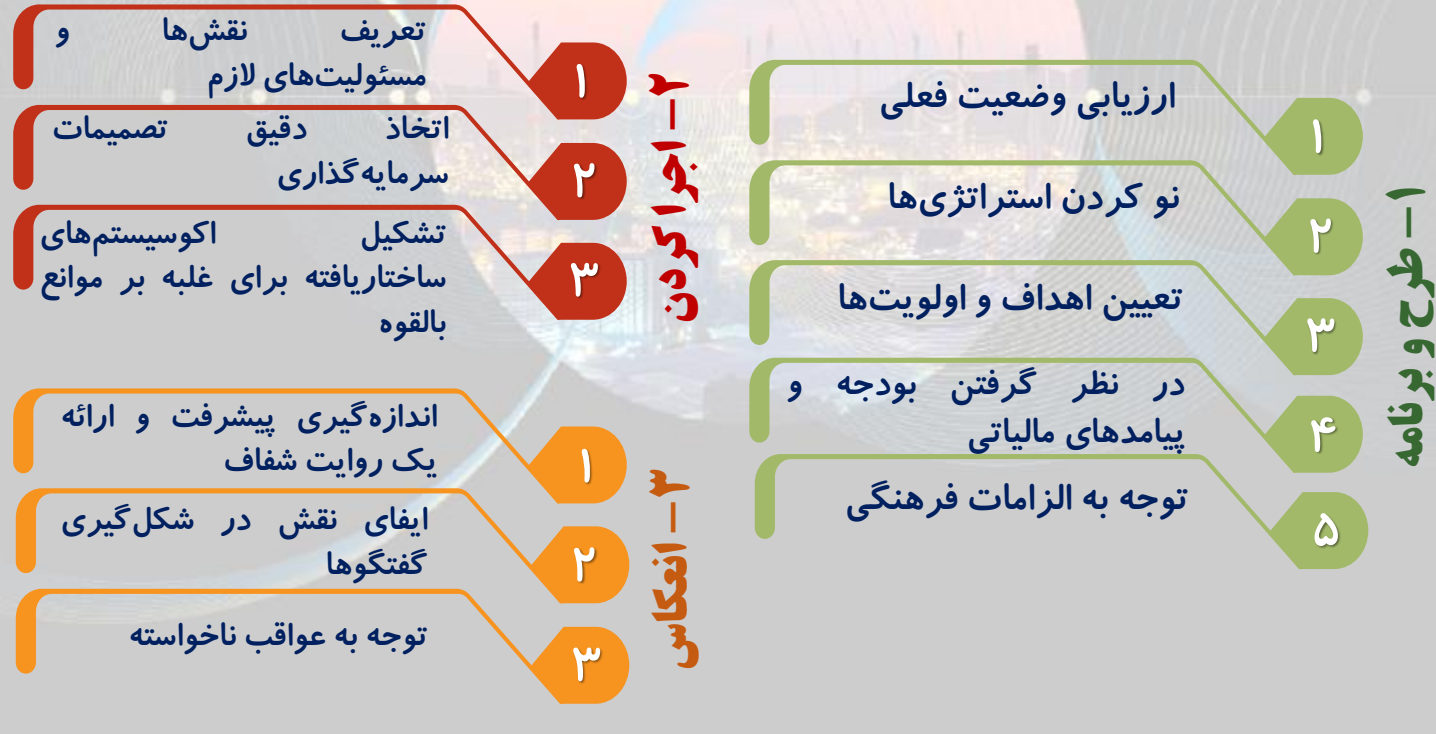 ۱– طرح و برنامه
۱
ارزیابی وضعیت فعلی
۲
نو کردن استراتژی‌ها
۳
تعیین اهداف و اولویت‌ها
۴
در نظر گرفتن بودجه و
پیامدهای مالیاتی
۵
توجه به الزامات فرهنگی
۲– اجرا کردن
۱
تعریف نقش‌ها و
مسئولیت‌های لازم
۲
اتخاذ دقیق تصمیمات
سرمایه‌گذاری
۳
تشکیل اکوسیستم‌های
ساختاریافته برای غلبه بر موانع
بالقوه
۳– انعکاس
۱
اندازه‌گیری پیشرفت و ارائه
یک روایت شفاف
۲
ایفای نقش در شکل‌گیری
گفتگوها
۳
توجه به عواقب ناخواسته